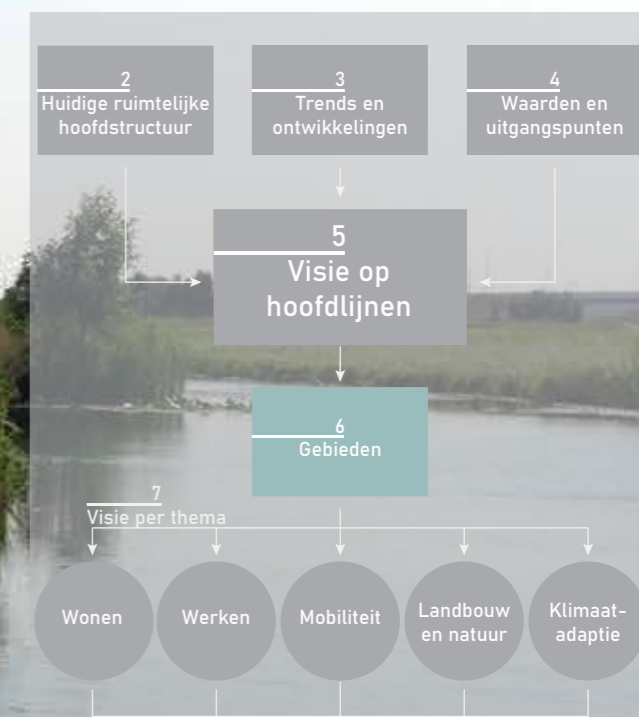 2
Huidige ruimtelijke
hoofdstructuur
3
Trends en
ontwikkelingen
4
Waarden en
uitgangspunten
5
Visie op
hoofdlijnen
6
Gebieden
7
Visie per thema
Wonen
Werken
Mobiliteit
Landbouw
en natuur
Klimaat-
adaptie